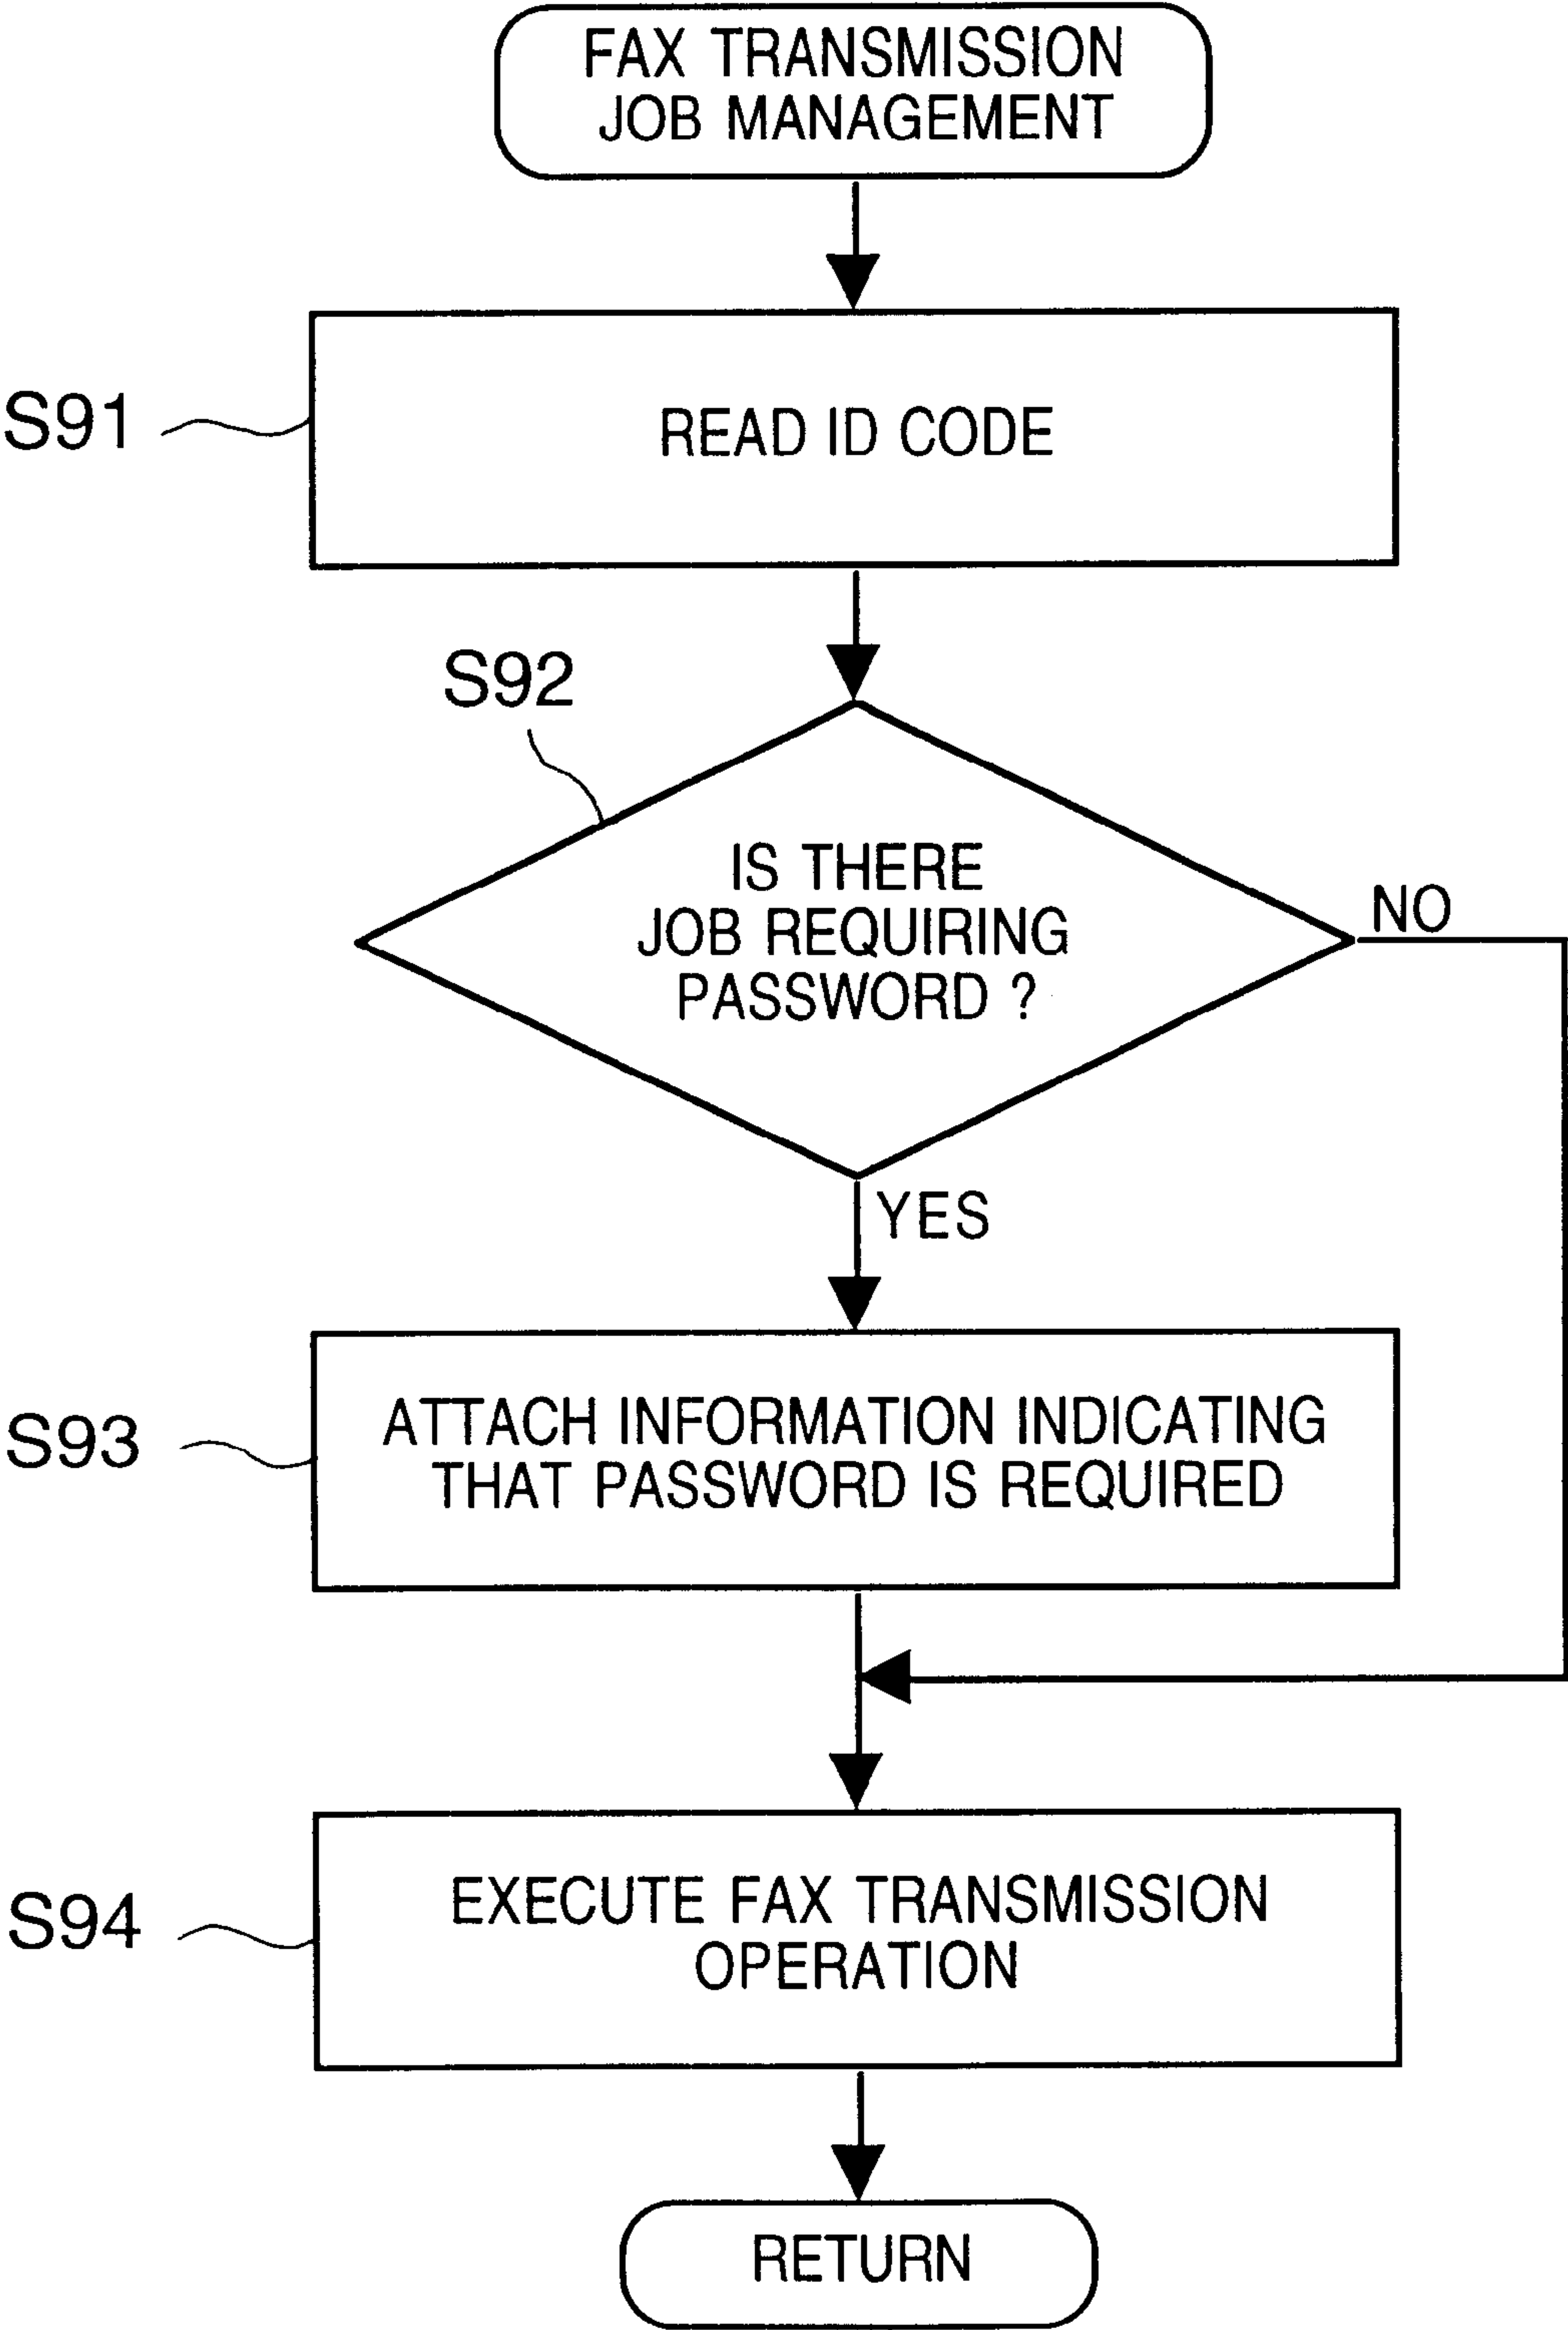 FAX TRANSMISSION
JOB MANAGEMENT
S91
READ ID CODE
S92
IS THERE
JOB REQUIRING
PASSWORD ?
NO
YES
S93
ATTACH INFORMATION INDICATING
THAT PASSWORD IS REQUIRED
S94
EXECUTE FAX TRANSMISSION
OPERATION
RETURN